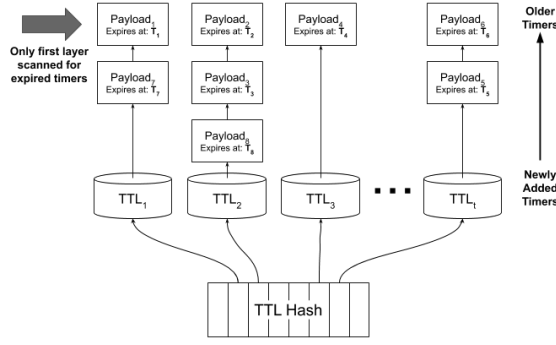 Only first layer
scanned for
expired timers
Payload1
Expires at: T1
Payload2
Expires at: T2
Payload4
Expires at: T4
Payload6
Expires at: T6
Older
Timers
Payload7
Expires at: T7
Payload3
Expires at: T3
Payload5
Expires at: T5
Payload8
Expires at: T8
TTL1
TTL2
TTL3
TTLt
Newly
Added
Timers
TTL Hash